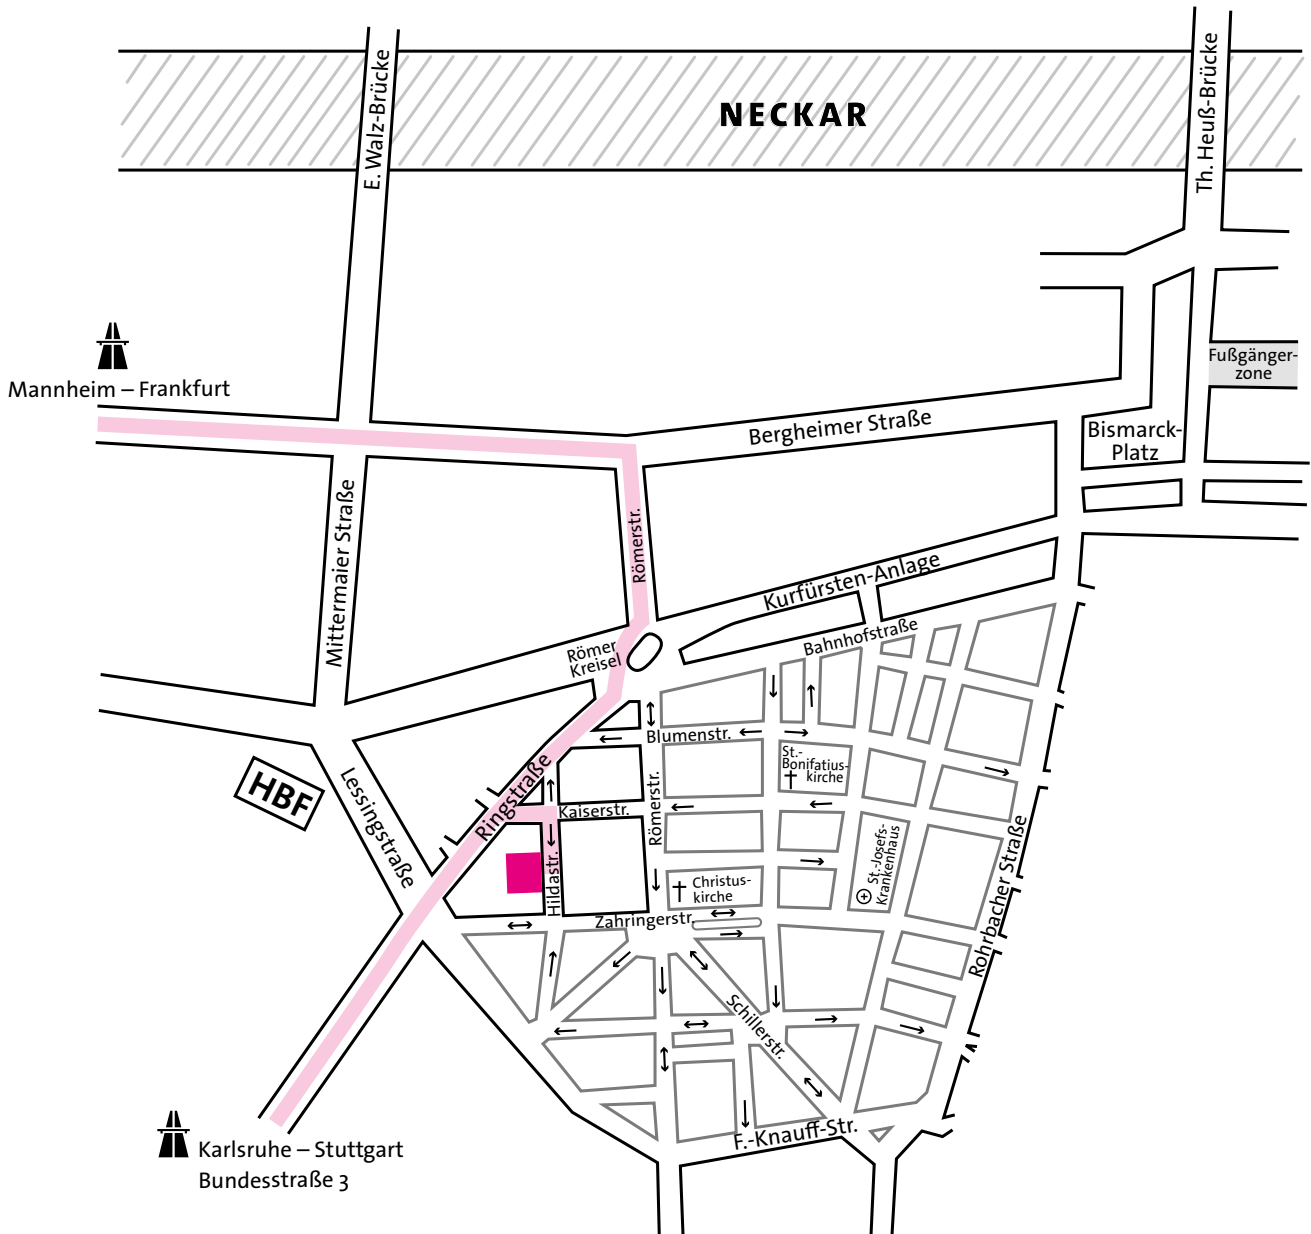 NECKAR
E. Walz-Brücke
Th. Heuß-Brücke
Mannheim – Frankfurt
Fußgänger-
zone
Bergheimer Straße
Bismarck-
Platz
Mittermaier Straße
Römerstr.
Kurfürsten-Anlage
Bahnhofstraße
Römer
Kreisel
Blumenstr.
St.-
Bonifatius-
kirche
HBF
Lessingstraße
Ringstraße
Kaiserstr.
Römerstr.
Hildastr.
St.-Josefs-
Krankenhaus
Christus-
kirche
Rohrbacher Straße
Zahringerstr.
Schillerstr.
F.-Knauff-Str.
Karlsruhe – Stuttgart
Bundesstraße 3